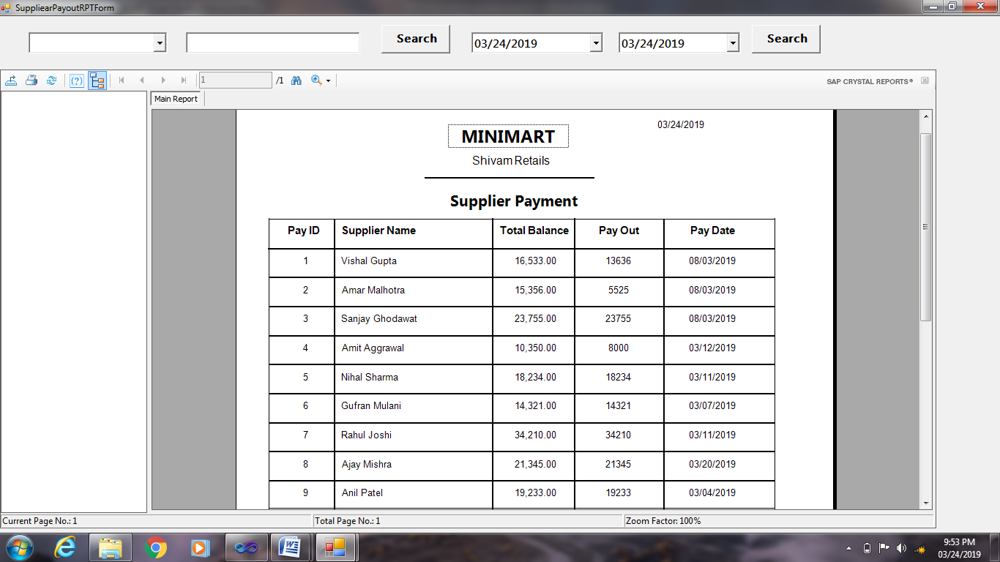 SuppliearPayoutRPTForm
Search 03/24/2019 03/24/2019 Search
1 /1 SAP CRYSTAL REPORTS®
Main Report
03/24/2019
MINIMART
Shivam Retails
Supplier Payment
Pay ID Supplier Name Total Balance Pay Out Pay Date
1 Vishal Gupta 16,533.00 13636 08/03/2019
2 Amar Malhotra 15,356.00 5525 08/03/2019
3 Sanjay Ghodawat 23,755.00 23755 08/03/2019
4 Amit Aggrawal 10,350.00 8000 03/12/2019
5 Nihal Sharma 18,234.00 18234 03/11/2019
6 Gufran Mulani 14,321.00 14321 03/07/2019
7 Rahul Joshi 34,210.00 34210 03/11/2019
8 Ajay Mishra 21,345.00 21345 03/20/2019
9 Anil Patel 19,233.00 19233 03/04/2019
Current Page No.: 1 Total Page No.: 1 Zoom Factor: 100%
9:53 PM
03/24/2019